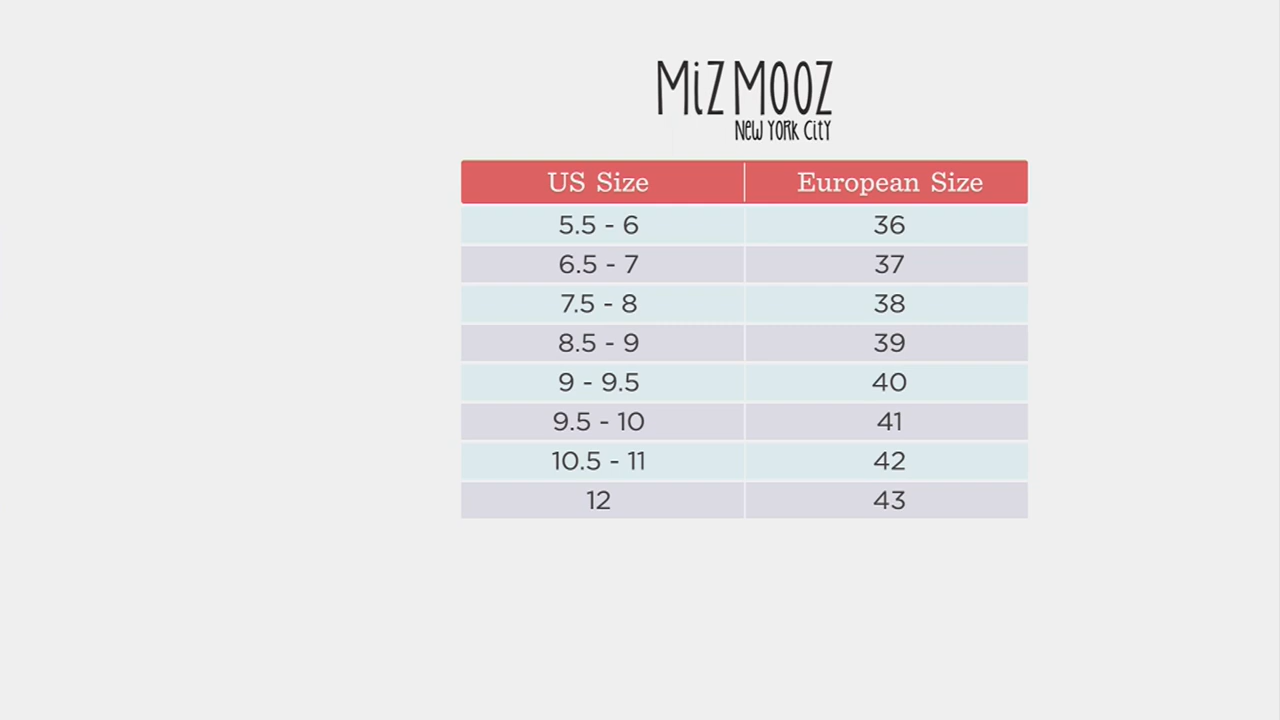 MiZ MOOZ
NEW YORK CITY
US Size European Size
5.5 - 6 36
6.5 - 7 37
7.5 - 8 38
8.5 - 9 39
9 - 9.5 40
9.5 - 10 41
10.5 - 11 42
12 43